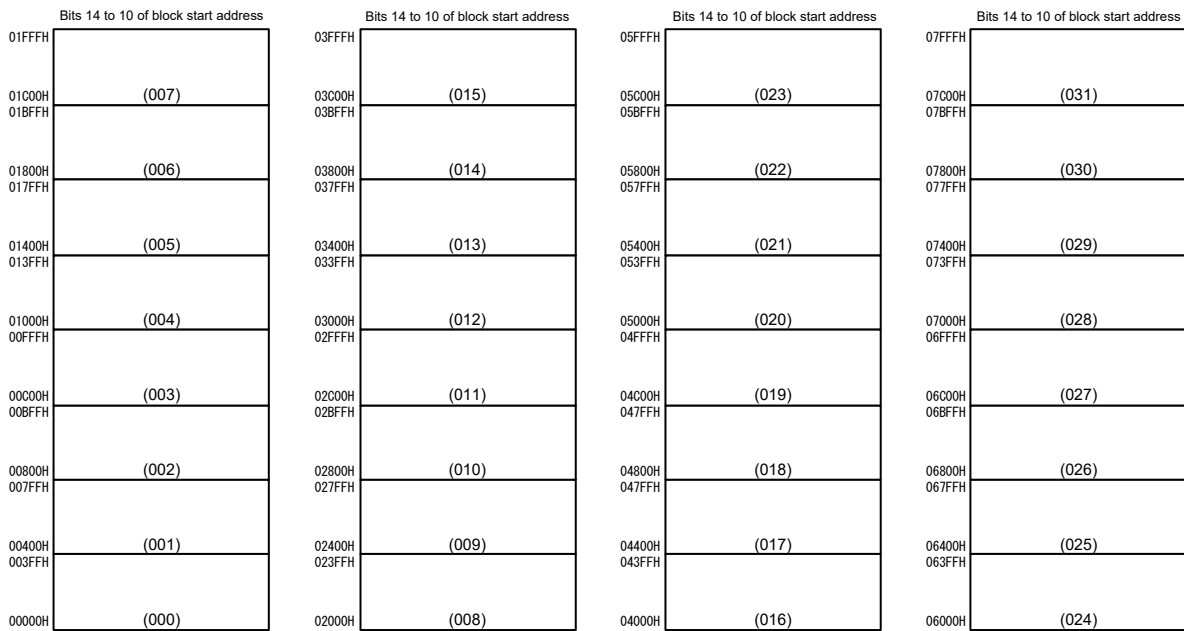 Bits 14 to 10 of block start address
01FFFH
01C00H (007)
01BFFH
01800H (006)
017FFH
01400H (005)
013FFH
01000H (004)
00FFFH
00C00H (003)
00BFFH
00800H (002)
007FFH
00400H (001)
003FFH
00000H (000)
Bits 14 to 10 of block start address
03FFFH
03C00H (015)
03BFFH
03800H (014)
037FFH
03400H (013)
033FFH
03000H (012)
02FFFH
02C00H (011)
02BFFH
02800H (010)
027FFH
02400H (009)
023FFH
02000H (008)
Bits 14 to 10 of block start address
05FFFH
05C00H (023)
05BFFH
05800H (022)
057FFH
05400H (021)
053FFH
05000H (020)
04FFFH
04C00H (019)
047FFH
04800H (018)
047FFH
04400H (017)
043FFH
04000H (016)
Bits 14 to 10 of block start address
07FFFH
07C00H (031)
07BFFH
07800H (030)
077FFH
07400H (029)
073FFH
07000H (028)
06FFFH
06C00H (027)
06BFFH
06800H (026)
067FFH
06400H (025)
063FFH
06000H (024)